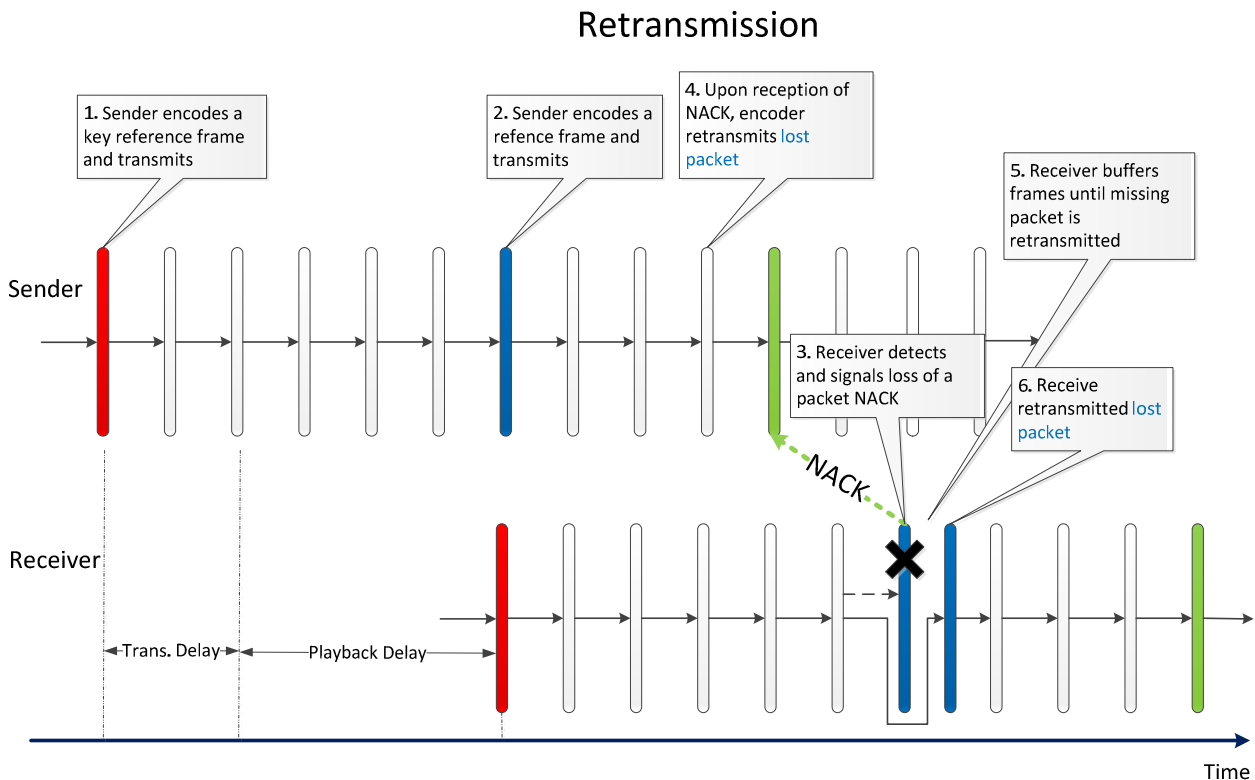 Retransmission
1. Sender encodes a
key reference frame
and transmits
2. Sender encodes a
refence frame and
transmits
4. Upon reception of
NACK, encoder
retransmits lost
packet
5. Receiver buffers
frames until missing
packet is
retransmitted
Sender
3. Receiver detects
and signals loss of a
packet NACK
6. Receive
retransmitted lost
packet
NACK
Receiver
Trans. Delay
Playback Delay
Time